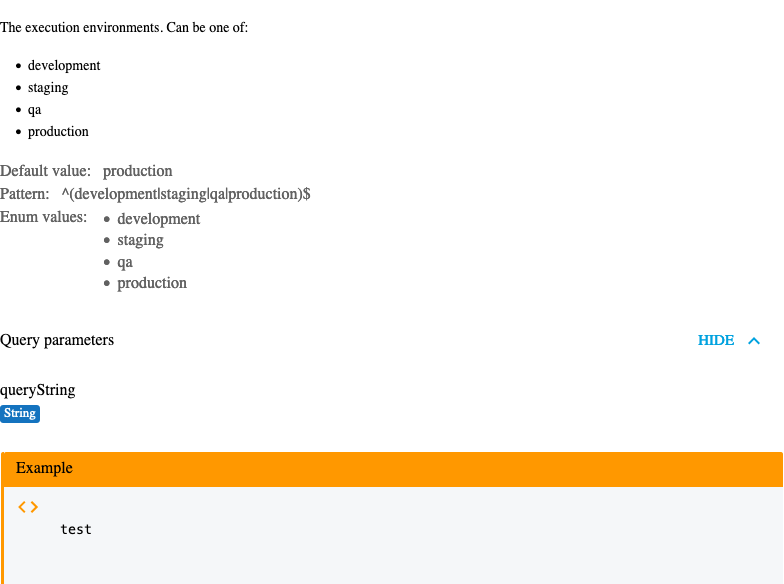 The execution environments. Can be one of:
• development
• staging
• qa
• production
Default value: production
Pattern: ^(development|staging|qa|production)$
Enum values: • development
• staging
• qa
• production
Query parameters HIDE
queryString
String
Example
<>
test